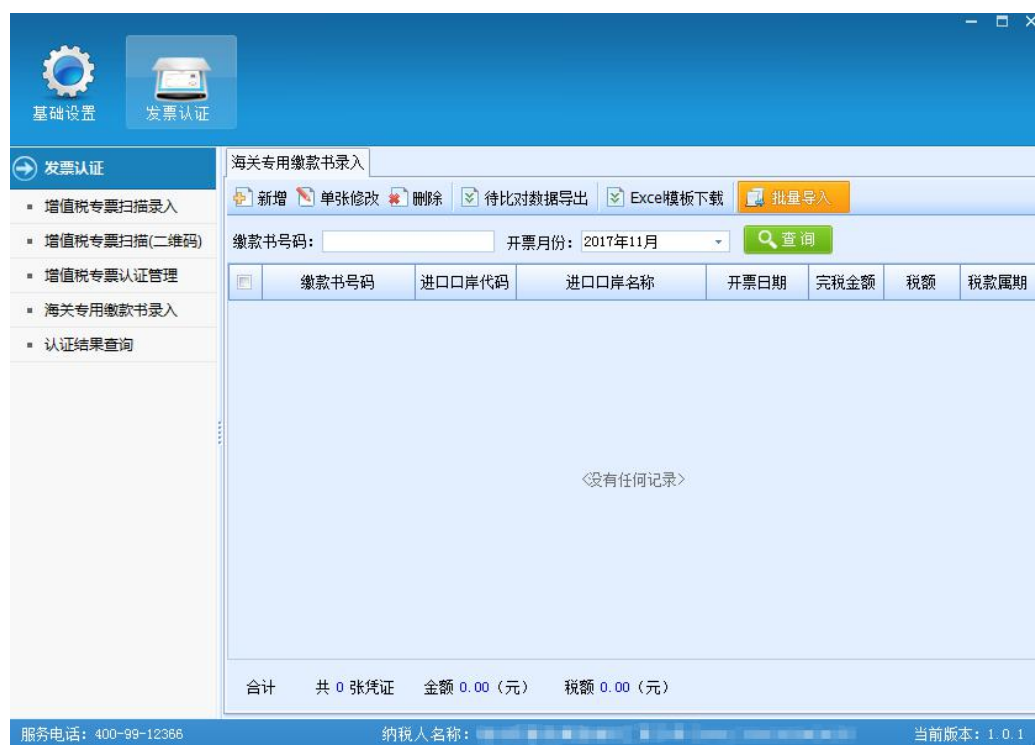 基础设置 发票认证
发票认证
增值税专票扫描录入
增值税专票扫描(二维码)
增值税专票认证管理
海关专用缴款书录入
认证结果查询
海关专用缴款书录入
新增 单张修改 删除 待比对数据导出 Excel模板下载 批量导入
缴款书号码： 开票月份： 2017年11月 查询
缴款书号码 进口口岸代码 进口口岸名称 开票日期 完税金额 税额 税款属期
<没有任何记录>
合计 共 0 张凭证 金额 0.00 (元) 税额 0.00 (元)
服务电话: 400-99-12366 纳税人名称: 当前版本: 1.0.1